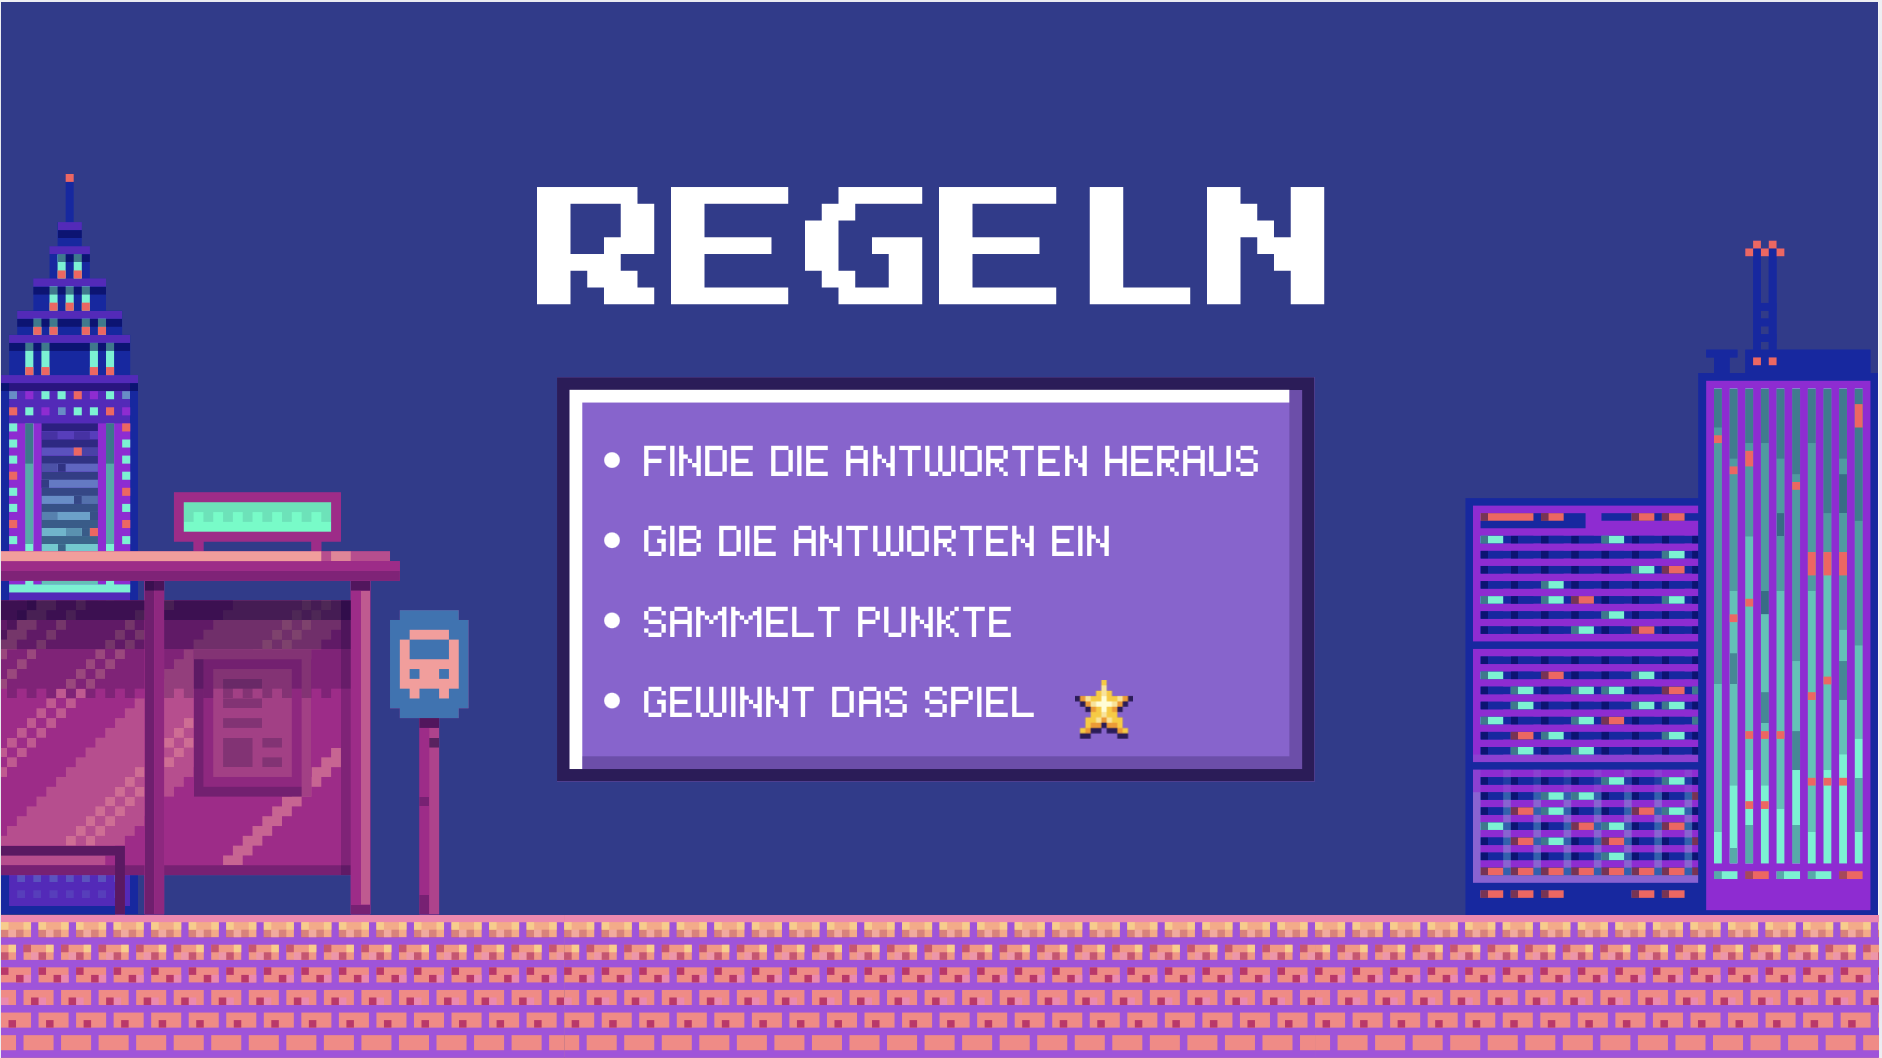 REGELN
• FINDE DIE ANTWORTEN HERAUS
• GIB DIE ANTWORTEN EIN
• SAMMELT PUNKTE
• GEWINNT DAS SPIEL